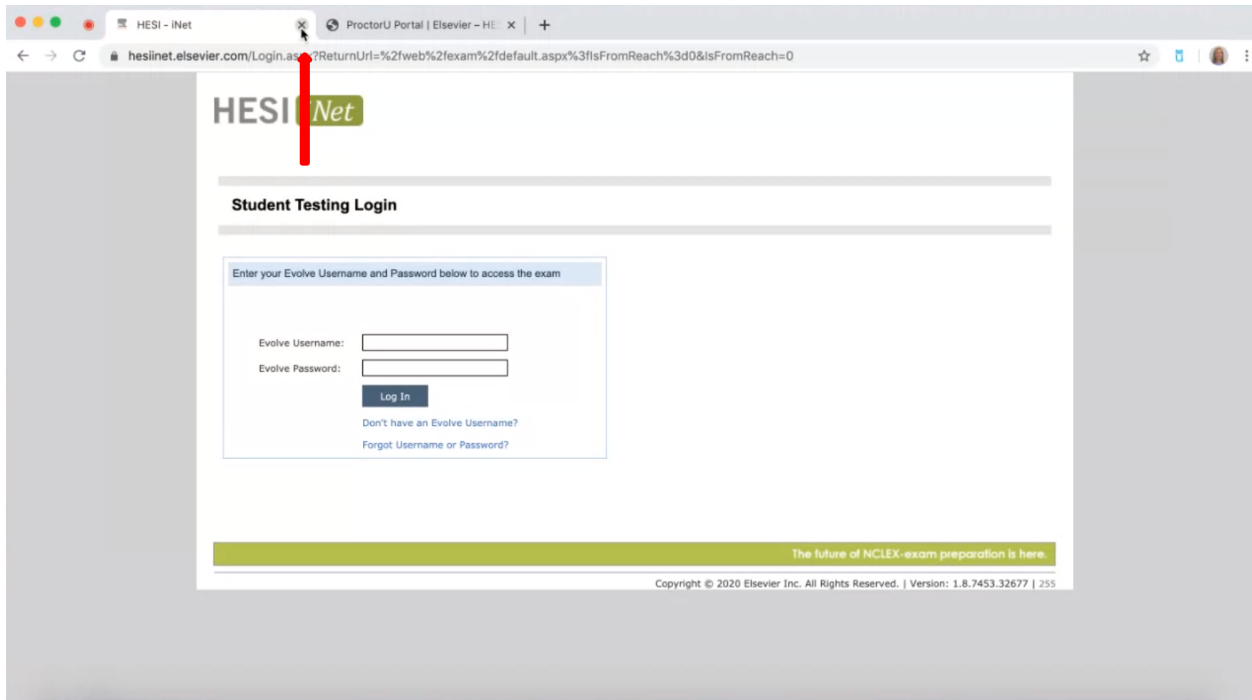 HESI - iNet
ProctorU Portal | Elsevier – HE
hesiinet.elsevier.com/Login.aspx?ReturnUrl=%2fweb%2fexam%2fdefault.aspx%3fIsFromReach%3d0&IsFromReach=0
HESI iNet
Student Testing Login
Enter your Evolve Username and Password below to access the exam
Evolve Username:
Evolve Password:
Log In
Don't have an Evolve Username?
Forgot Username or Password?
The future of NCLEX-exam preparation is here.
Copyright © 2020 Elsevier Inc. All Rights Reserved. | Version: 1.8.7453.32677 | 255